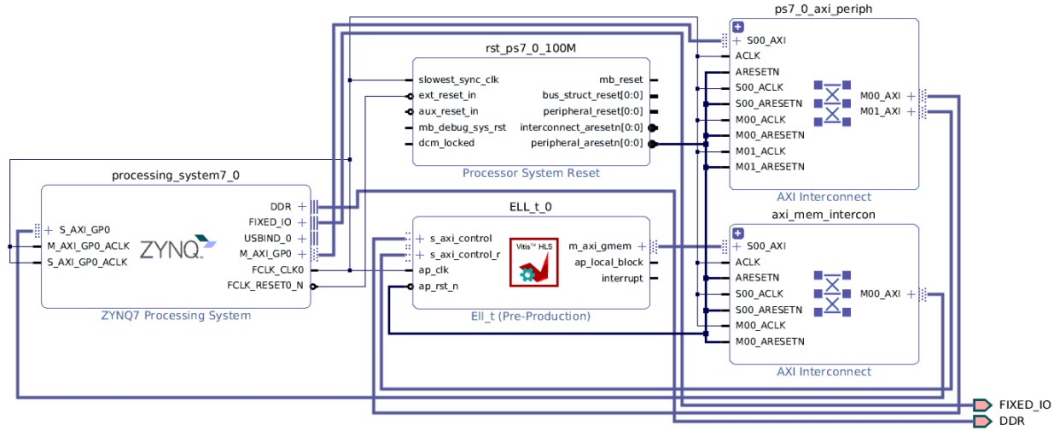 ps7_0_axi_periph
S00_AXI
ACLK
ARESETN
S00_ACLK
S00_ARESETN
M00_ACLK
M00_ARESETN
M01_ACLK
M01_ARESETN
M00_AXI
M01_AXI
AXI Interconnect
rst_ps7_0_100M
slowest_sync_clk
ext_reset_in
aux_reset_in
mb_debug_sys_rst
dcm_locked
mb_reset
bus_struct_reset[0:0]
peripheral_reset[0:0]
interconnect_aresetn[0:0]
peripheral_aresetn[0:0]
Processor System Reset
processing_system7_0
S_AXI_GP0
M_AXI_GP0_ACLK
S_AXI_GP0_ACLK
ZYNQ
DDR
FIXED_IO
USBIND_0
M_AXI_GP0
FCLK_CLK0
FCLK_RESET0_N
ZYNQ7 Processing System
ELL_t_0
s_axi_control
s_axi_control_r
ap_clk
ap_rst_n
Vitis™ HLS
m_axi_gmem
ap_local_block
interrupt
Ell_t (Pre-Production)
axi_mem_intercon
S00_AXI
ACLK
ARESETN
S00_ACLK
S00_ARESETN
M00_ACLK
M00_ARESETN
M00_AXI
AXI Interconnect
FIXED_IO
DDR